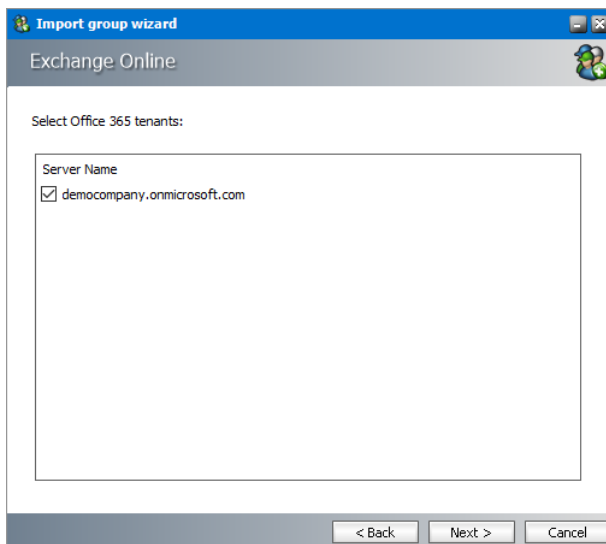 Import group wizard
Exchange Online
Select Office 365 tenants:
Server Name
democompany.onmicrosoft.com
< Back Next > Cancel